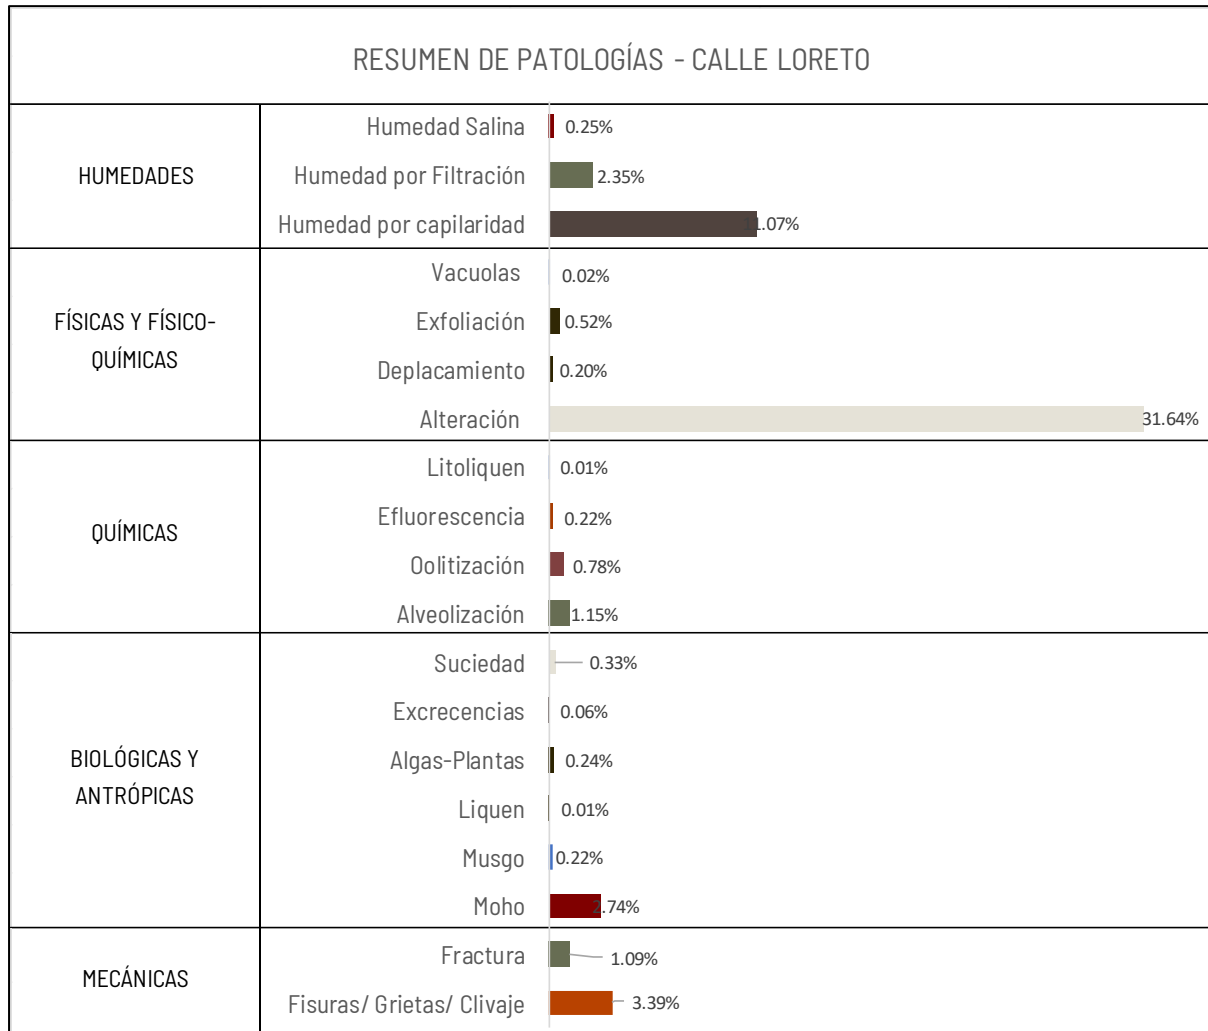 RESUMEN DE PATOLOGÍAS - CALLE LORETO
HUMEDADES
Humedad Salina 0.25%
Humedad por Filtración 2.35%
Humedad por capilaridad 11.07%
FÍSICAS Y FÍSICO-
QUÍMICAS
Vacuolas 0.02%
Exfoliación 0.52%
Deplacamiento 0.20%
Alteración 31.64%
QUÍMICAS
Litoliquen 0.01%
Efluorescencia 0.22%
Oolitización 0.78%
Alveolización 1.15%
BIOLÓGICAS Y
ANTRÓPICAS
Suciedad 0.33%
Excrecencias 0.06%
Algas-Plantas 0.24%
Liquen 0.01%
Musgo 0.22%
Moho 2.74%
MECÁNICAS
Fractura 1.09%
Fisuras/ Grietas/ Clivaje 3.39%